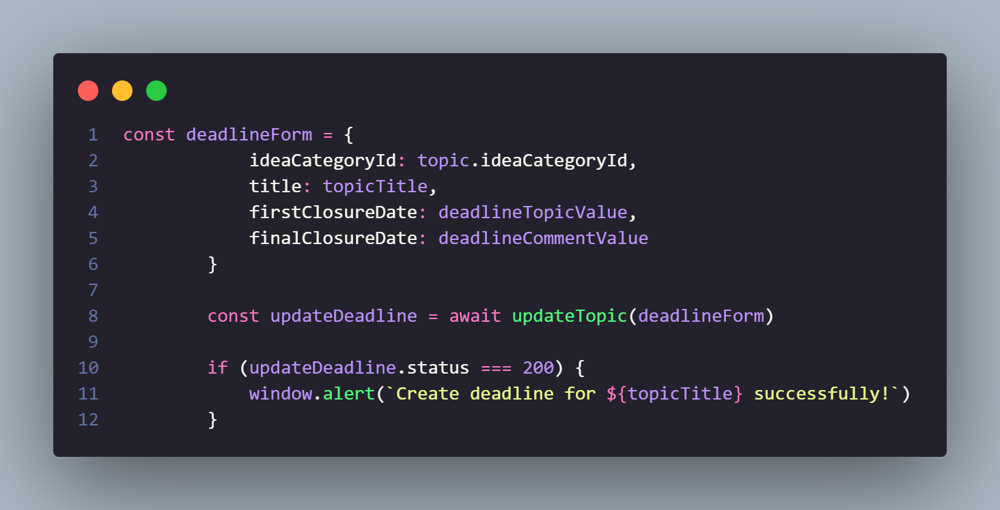 1 const deadlineForm = {
2 ideaCategoryId: topic.ideaCategoryId,
3 title: topicTitle,
4 firstClosureDate: deadlineTopicValue,
5 finalClosureDate: deadlineCommentValue
6 }
7
8 const updateDeadline = await updateTopic(deadlineForm)
9
10 if (updateDeadline.status === 200) {
11 window.alert(`Create deadline for ${topicTitle} successfully!`)
12 }